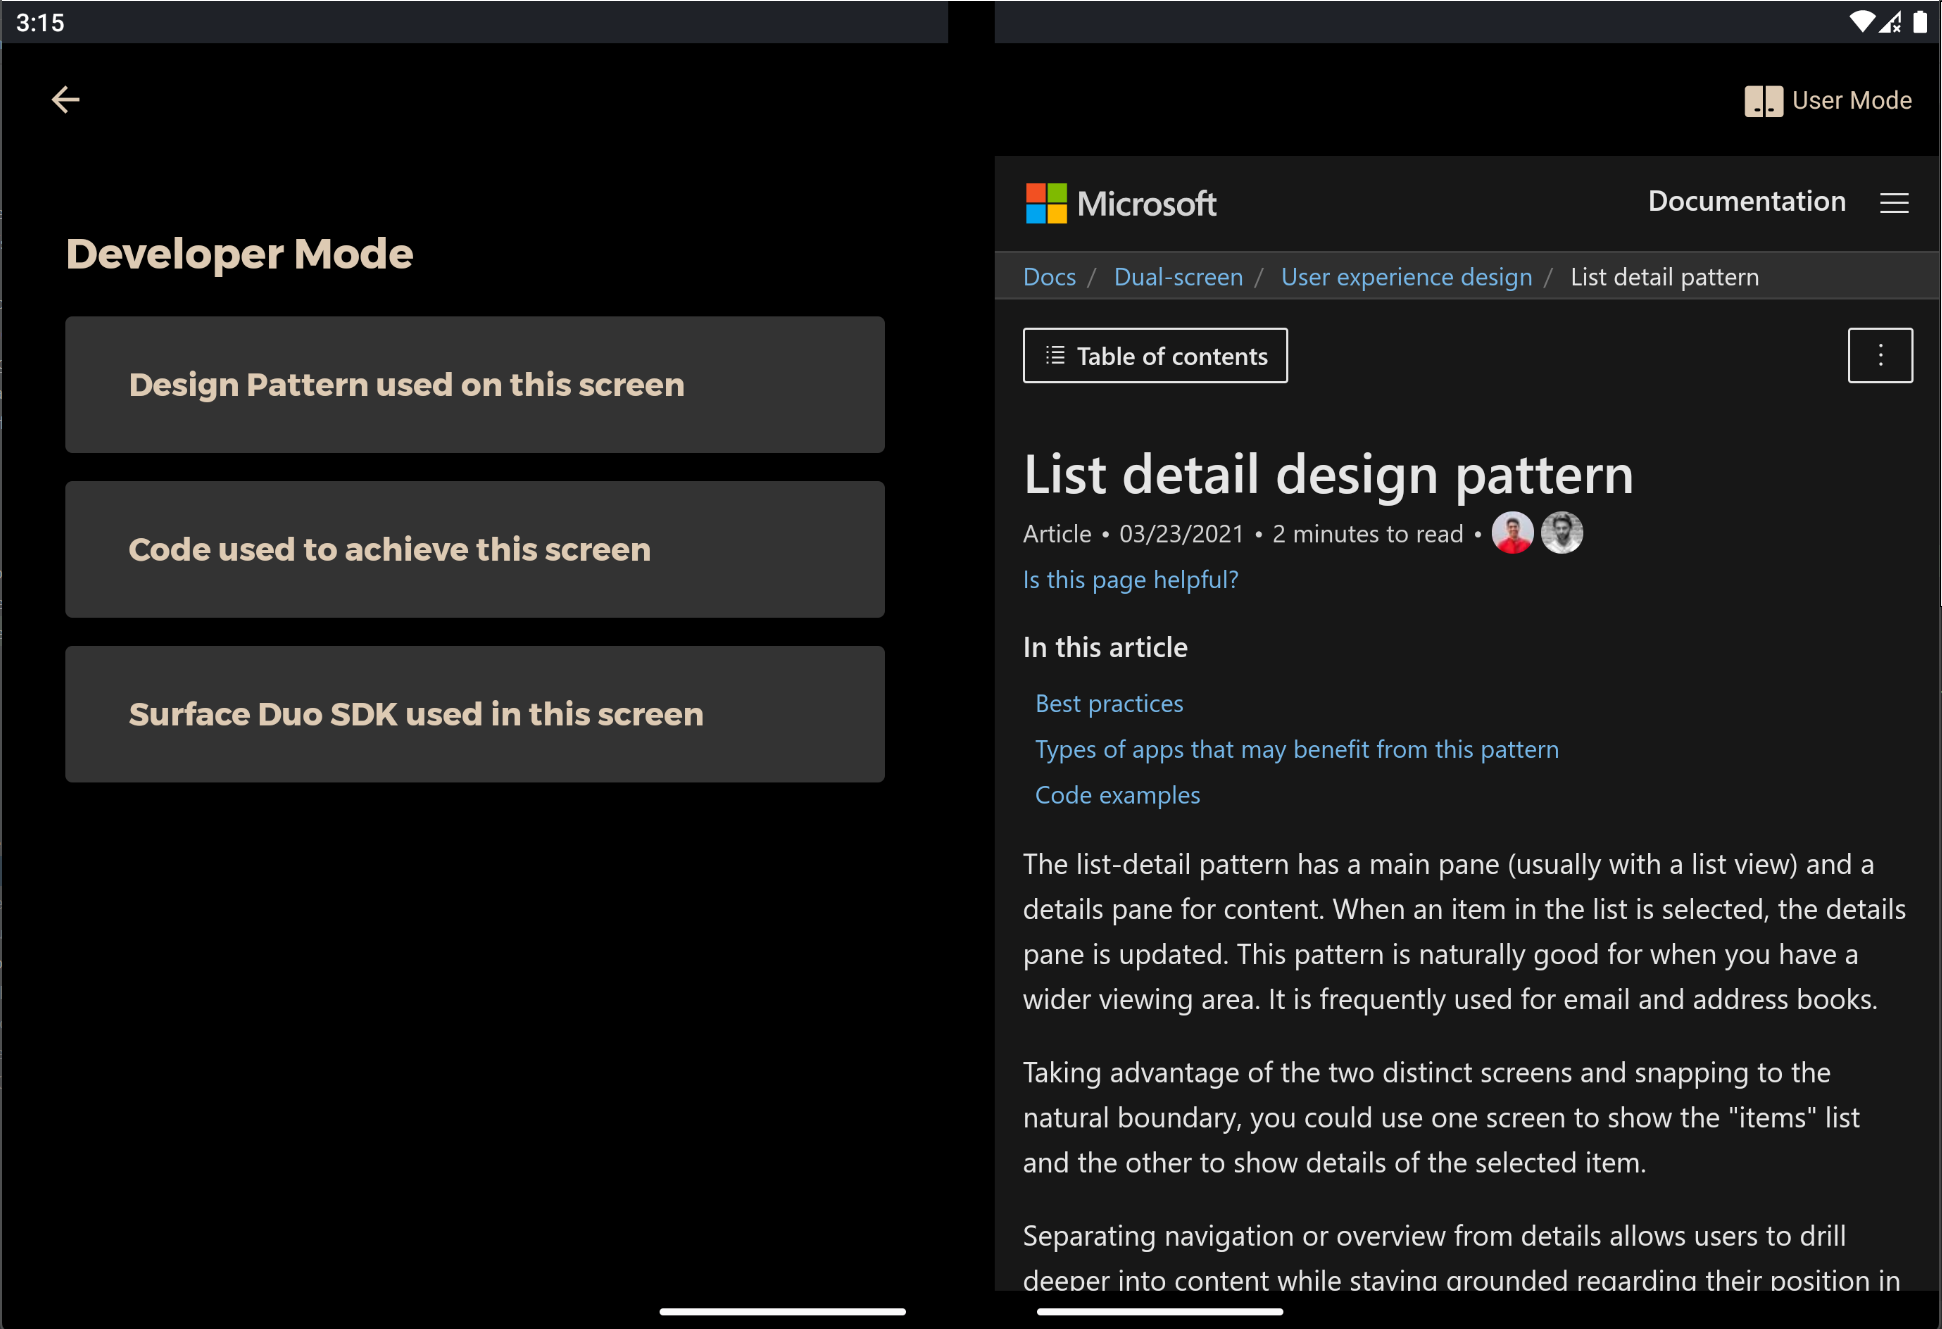 3:15
User Mode
Developer Mode
Design Pattern used on this screen
Code used to achieve this screen
Surface Duo SDK used in this screen
Microsoft
Documentation
Docs / Dual-screen / User experience design / List detail pattern
Table of contents
List detail design pattern
Article • 03/23/2021 • 2 minutes to read •
Is this page helpful?
In this article
Best practices
Types of apps that may benefit from this pattern
Code examples
The list-detail pattern has a main pane (usually with a list view) and a
details pane for content. When an item in the list is selected, the details
pane is updated. This pattern is naturally good for when you have a
wider viewing area. It is frequently used for email and address books.
Taking advantage of the two distinct screens and snapping to the
natural boundary, you could use one screen to show the "items" list
and the other to show details of the selected item.
Separating navigation or overview from details allows users to drill
deeper into content while staying grounded regarding their position in